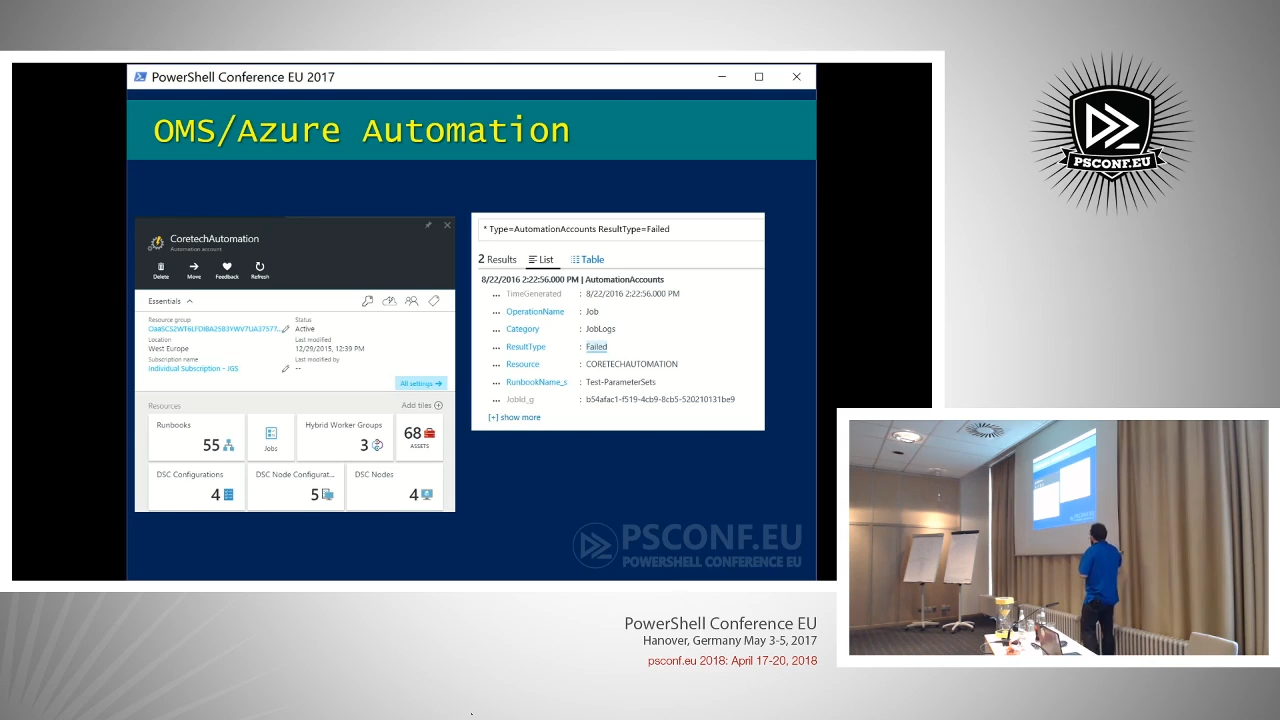 PowerShell Conference EU 2017
OMS/Azure Automation
CoretechAutomation
Automation account
Delete
Move
Feedback
Refresh
Essentials
Resource group
Status
Active
Location
West Europe
Last modified
12/29/2015, 12:39 PM
Subscription name
Individual Subscription - JGS
Last modified by
--
All settings →
Resources
Add tiles
Runbooks
55
Jobs
Hybrid Worker Groups
3
68
ASSETS
DSC Configurations
4
DSC Node Configurat...
5
DSC Nodes
4
* Type=AutomationAccounts ResultType=Failed
2 Results List Table
8/22/2016 2:22:56.000 PM | AutomationAccounts
... TimeGenerated : 8/22/2016 2:22:56.000 PM
... OperationName : Job
... Category : JobLogs
... ResultType : Failed
... Resource : CORETECHAUTOMATION
... RunbookName_s : Test-ParameterSets
... JobId_g : b54afac1-f519-4cb9-8cb5-520210131be9
[+] show more
PSCONF.EU
POWERSHELL CONFERENCE EU
PSCONF.EU
PowerShell Conference EU
Hanover, Germany May 3-5, 2017
psconf.eu 2018: April 17-20, 2018